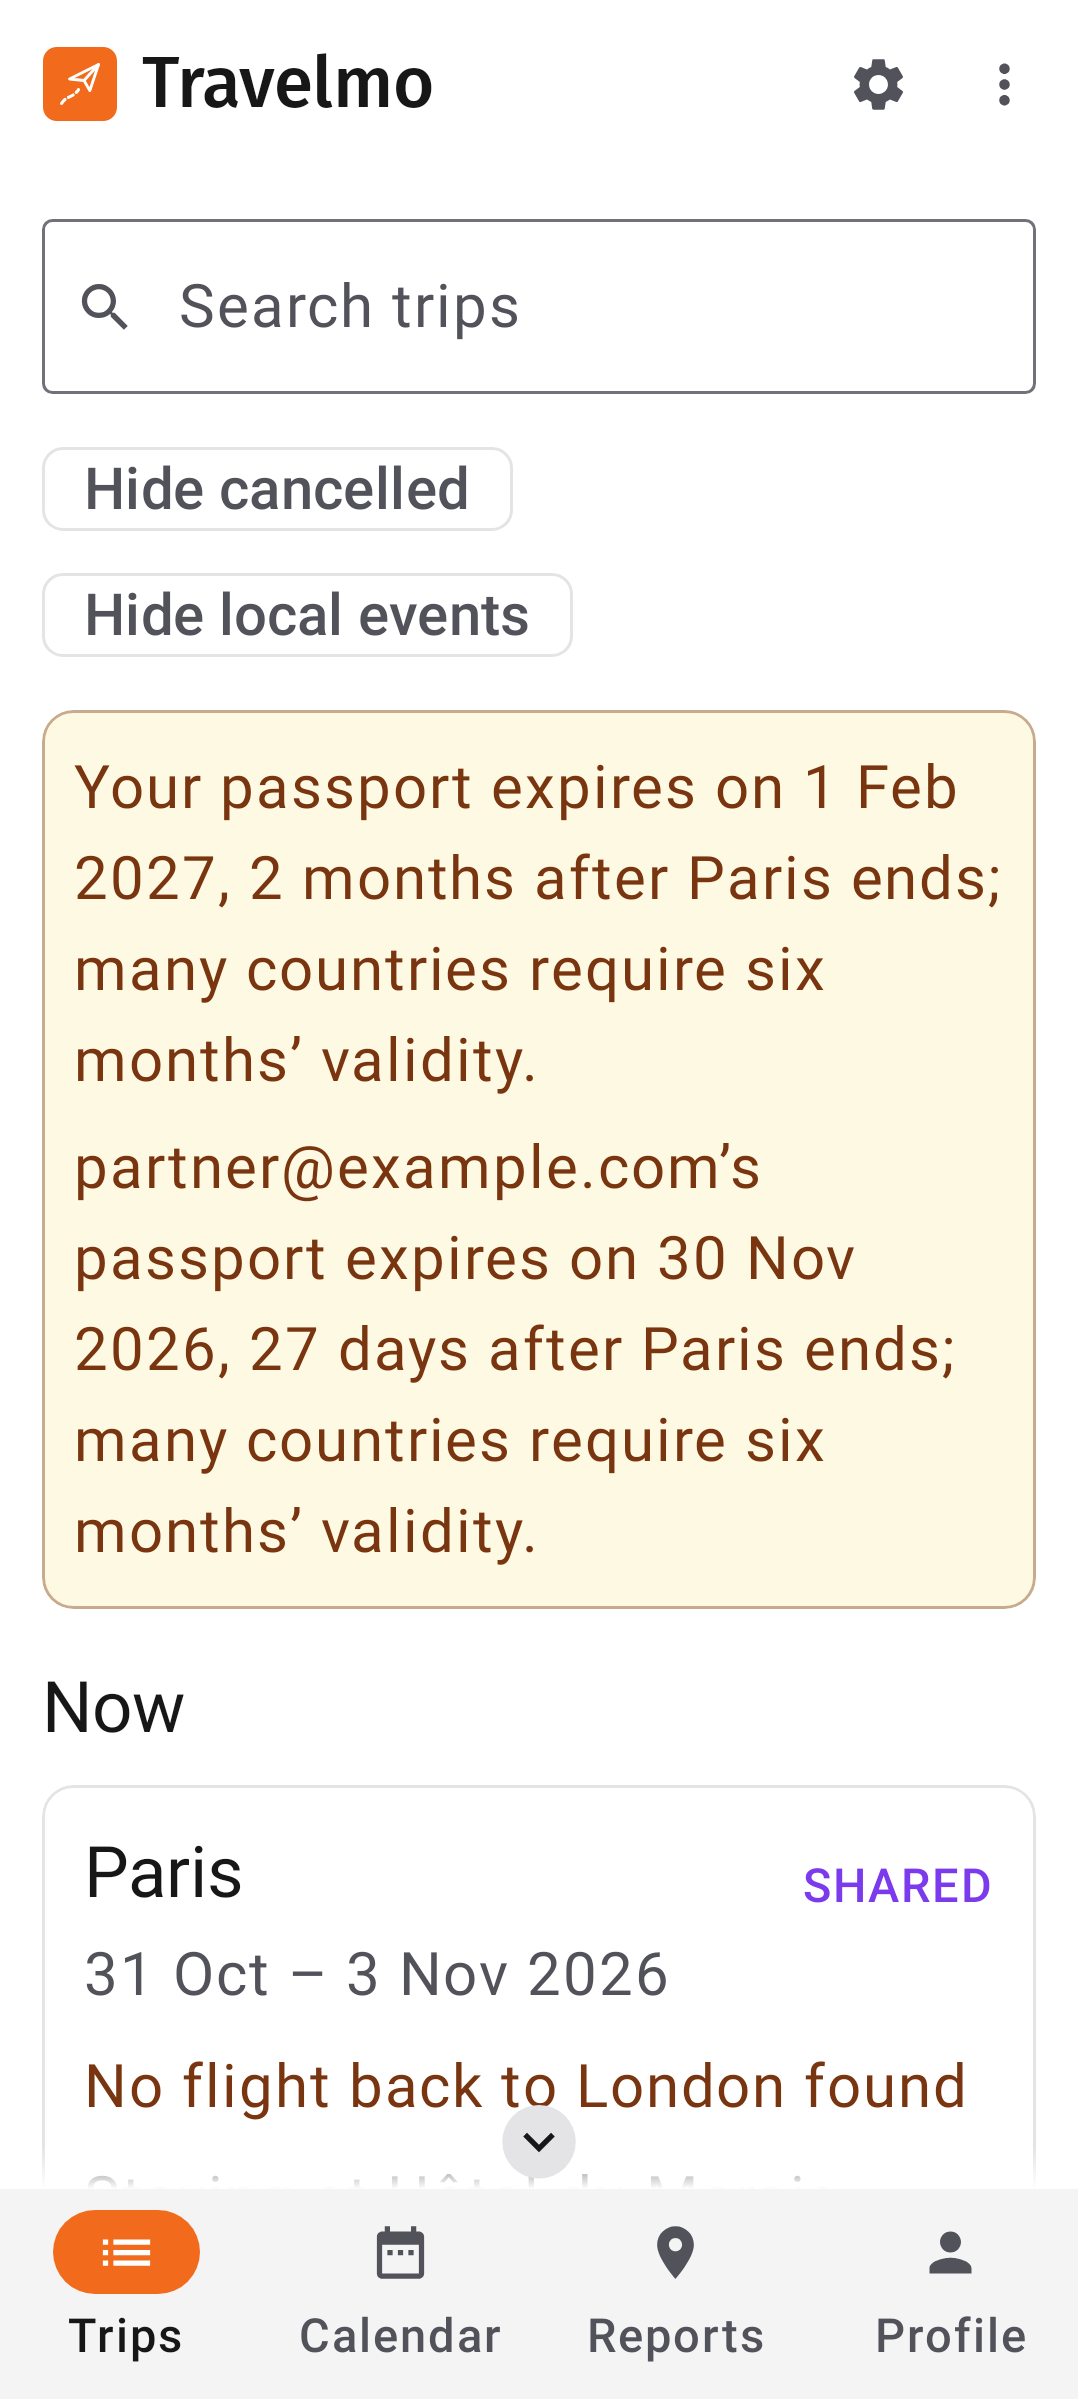 Travelmo
Search trips
Hide cancelled
Hide local events
Your passport expires on 1 Feb
2027, 2 months after Paris ends;
many countries require six
months’ validity.
partner@example.com’s
passport expires on 30 Nov
2026, 27 days after Paris ends;
many countries require six
months’ validity.
Now
Paris
SHARED
31 Oct – 3 Nov 2026
No flight back to London found
Trips
Calendar
Reports
Profile